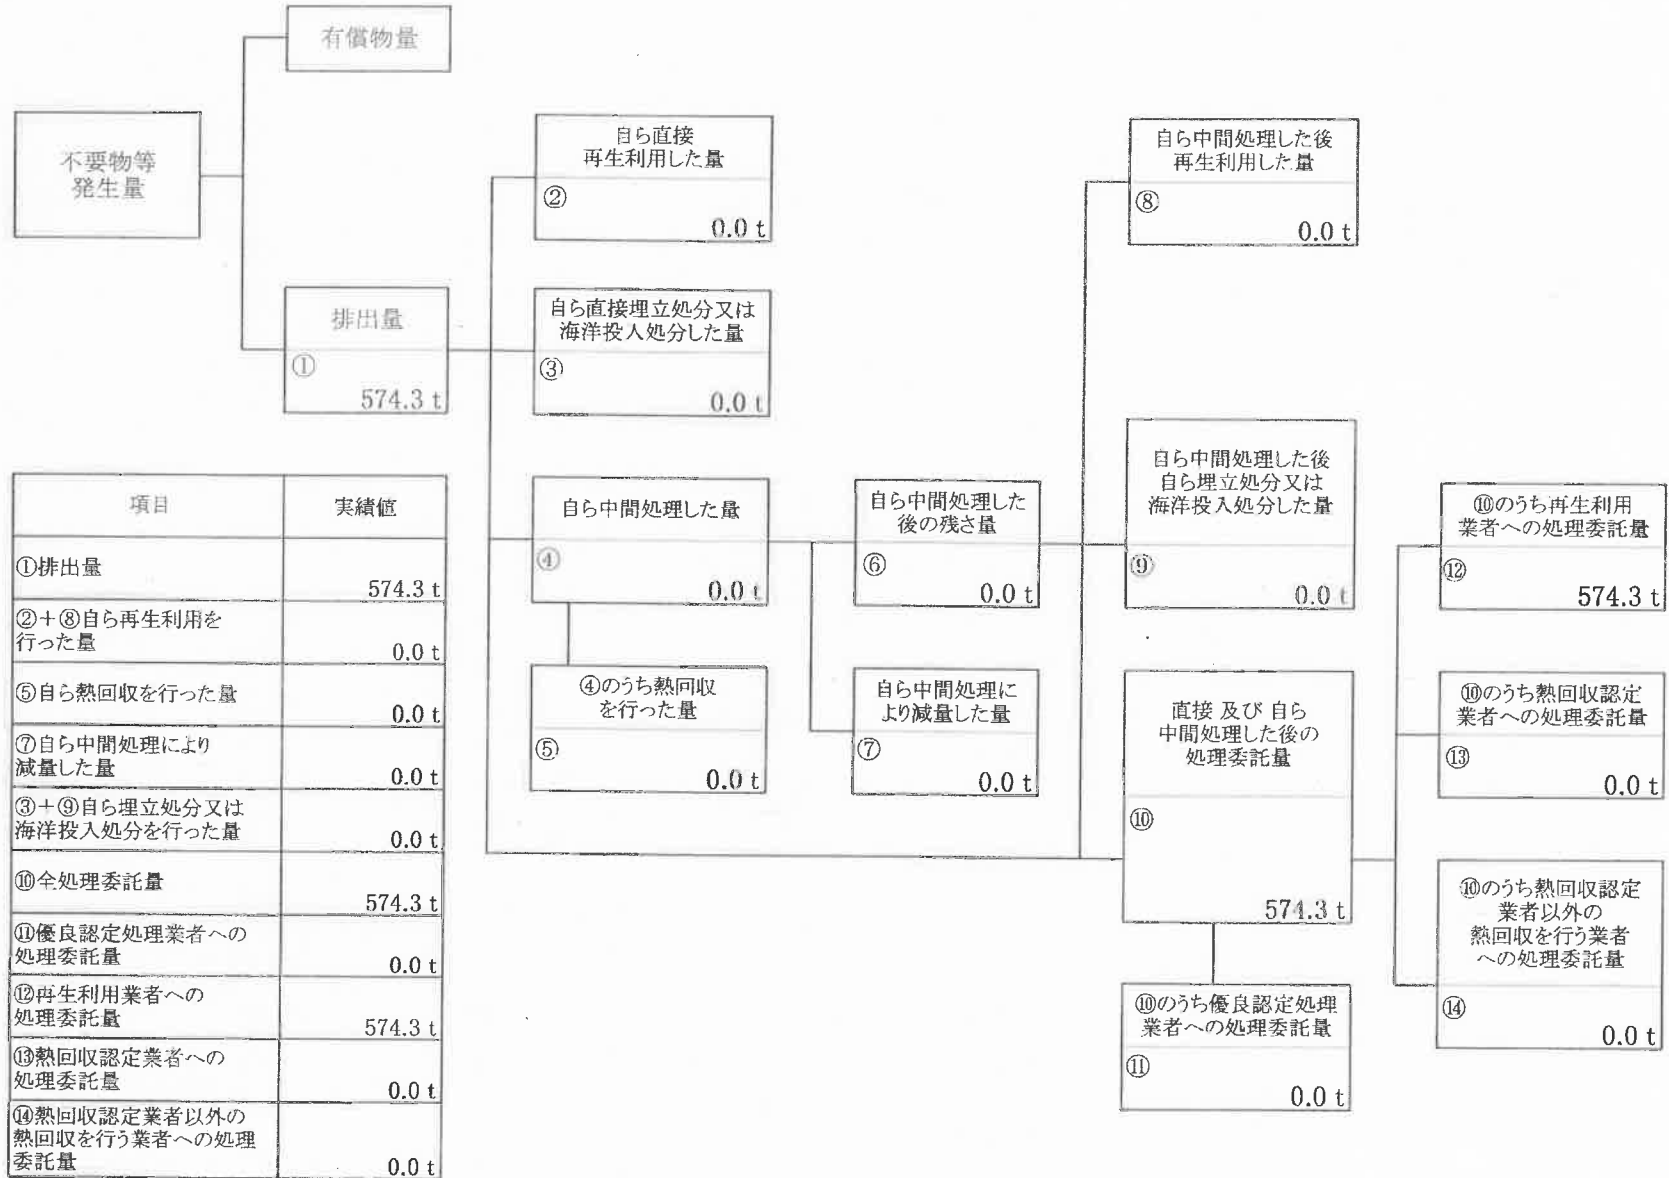 有償物量
不要物等
発生量
排出量
①
574.3 t
自ら直接
再生利用した量
②
0.0 t
自ら直接埋立処分又は
海洋投入処分した量
③
0.0 t
自ら中間処理した量
④
0.0 t
④のうち熱回収
を行った量
⑤
0.0 t
自ら中間処理した
後の残さ量
⑥
0.0 t
自ら中間処理に
より減量した量
⑦
0.0 t
自ら中間処理した後
再生利用した量
⑧
0.0 t
自ら中間処理した後
自ら埋立処分又は
海洋投入処分した量
⑨
0.0 t
直接 及び 自ら
中間処理した後の
処理委託量
⑩
574.3 t
⑩のうち優良認定処理
業者への処理委託量
⑪
0.0 t
⑩のうち再生利用
業者への処理委託量
⑫
574.3 t
⑩のうち熱回収認定
業者への処理委託量
⑬
0.0 t
⑩のうち熱回収認定
業者以外の
熱回収を行う業者
への処理委託量
⑭
0.0 t
項目 実績値
①排出量
574.3 t
②+⑧自ら再生利用を
行った量
0.0 t
⑤自ら熱回収を行った量
0.0 t
⑦自ら中間処理により
減量した量
0.0 t
③+⑨自ら埋立処分又は
海洋投入処分を行った量
0.0 t
⑩全処理委託量
574.3 t
⑪優良認定処理業者への
処理委託量
0.0 t
⑫再生利用業者への
処理委託量
574.3 t
⑬熱回収認定業者への
処理委託量
0.0 t
⑭熱回収認定業者以外の
熱回収を行う業者への処理
委託量
0.0 t